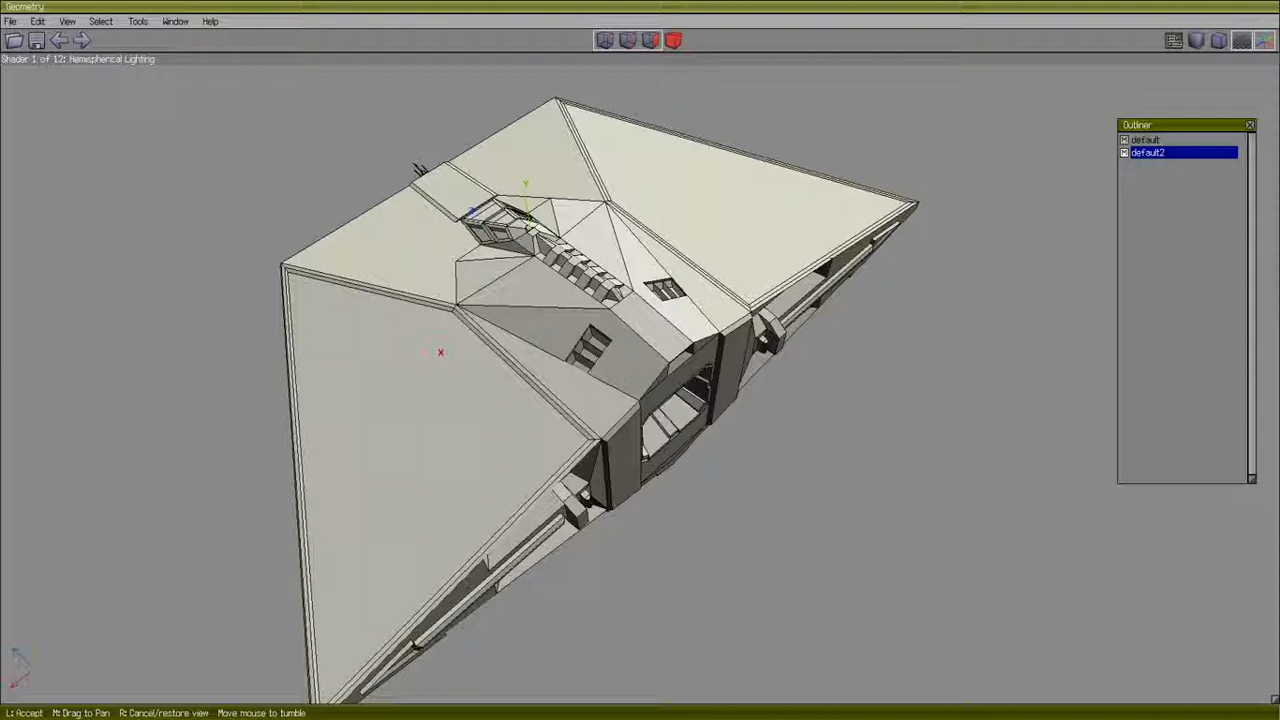 Geometry
File Edit View Select Tools Window Help
Shader 1 of 12: Hemispherical Lighting
Outliner
M default
M default2
Y
Z
X
L: Accept M: Drag to Pan R: Cancel/restore view Move mouse to tumble